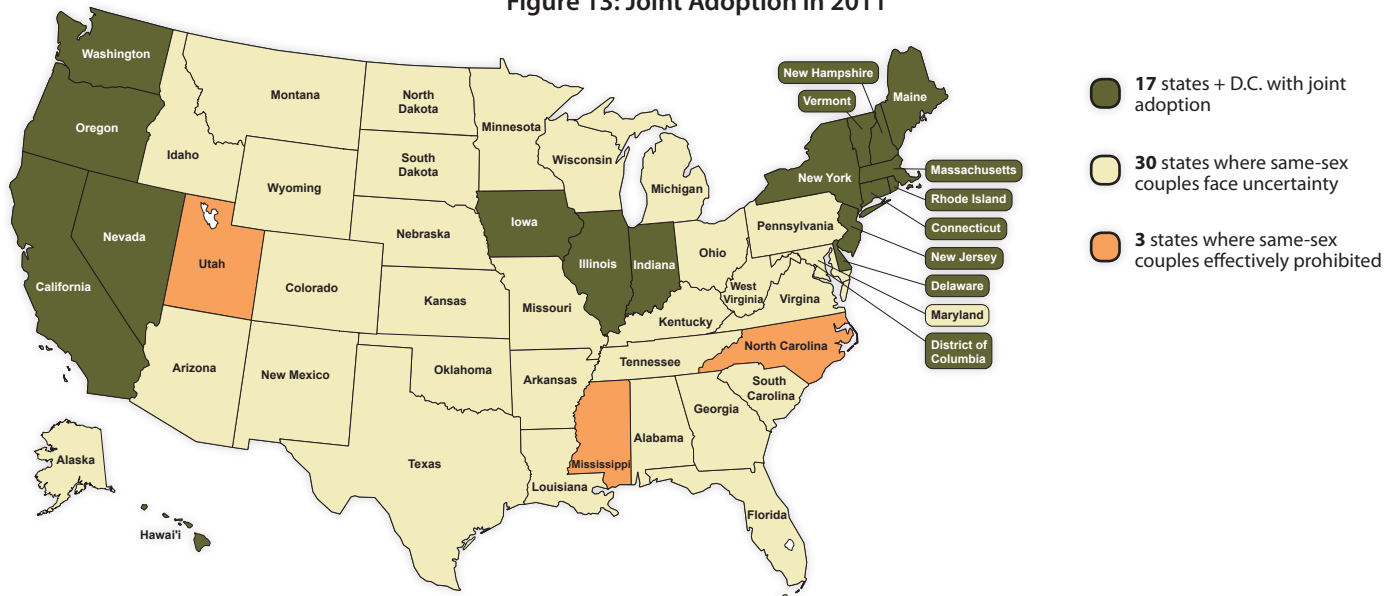 Figure 13: Joint Adoption in 2011
Washington
Oregon
California
Nevada
Idaho
Montana
Wyoming
Utah
Arizona
Colorado
New Mexico
North
Dakota
South
Dakota
Nebraska
Kansas
Oklahoma
Texas
Minnesota
Iowa
Missouri
Arkansas
Louisiana
Wisconsin
Illinois
Indiana
Michigan
Ohio
Kentucky
Tennessee
Mississippi
Alabama
Georgia
Florida
South
Carolina
North Carolina
Virgina
West
Virginia
Pennsylvania
New York
Vermont
New Hampshire
Maine
Massachusetts
Rhode Island
Connecticut
New Jersey
Delaware
Maryland
District of
Columbia
Alaska
Hawai'i
17 states + D.C. with joint
adoption
30 states where same-sex
couples face uncertainty
3 states where same-sex
couples effectively prohibited